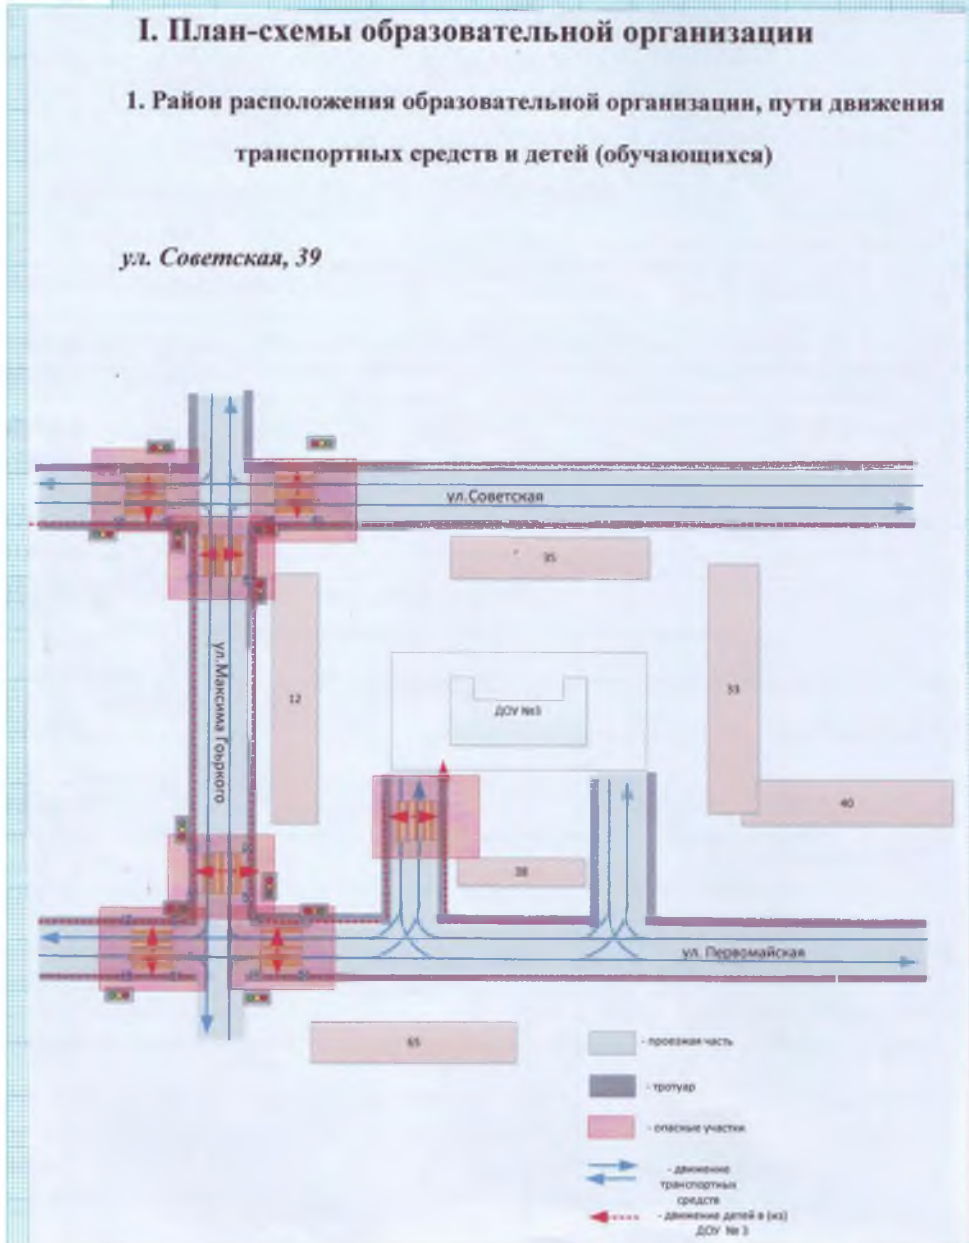 I. План-схемы образовательной организации
1. Район расположения образовательной организации, пути движения
транспортных средств и детей (обучающихся)
ул. Советская, 39
ул.Советская
35
33
12
ул.Максима Гоьркого
ДОУ №3
40
38
ул. Первомайская
65
- проезжая часть
- тротуар
- опасные участки
- движение
транспортных
средств
- движение детей в (из)
ДОУ № 3